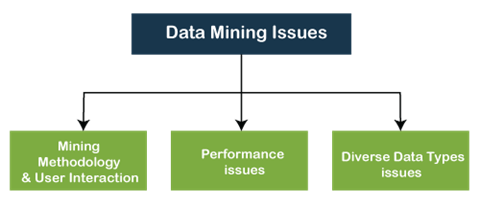 Data Mining Issues
Mining
Methodology
& User Interaction
Performance
issues
Diverse Data Types
issues